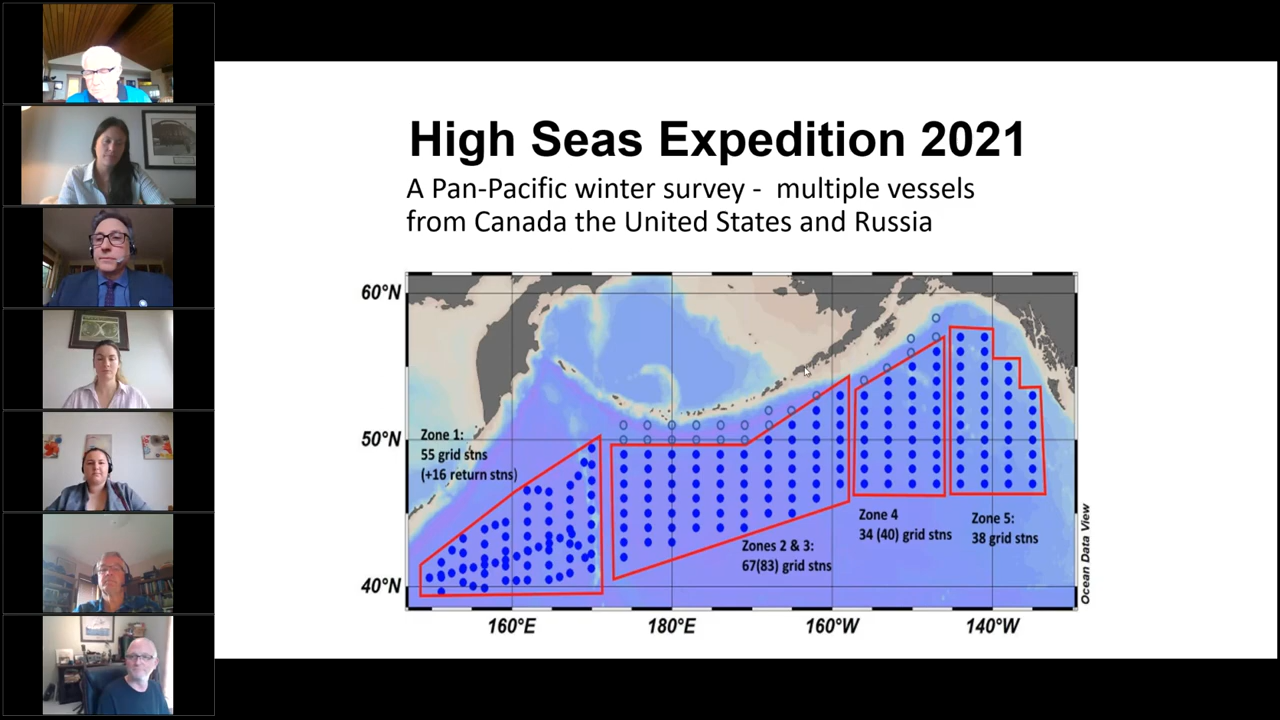 High Seas Expedition 2021
A Pan-Pacific winter survey - multiple vessels
from Canada the United States and Russia
60°N
50°N
40°N
Zone 1:
55 grid stns
(+16 return stns)
Zones 2 & 3:
67(83) grid stns
Zone 4
34 (40) grid stns
Zone 5:
38 grid stns
Ocean Data View
160°E
180°E
160°W
140°W